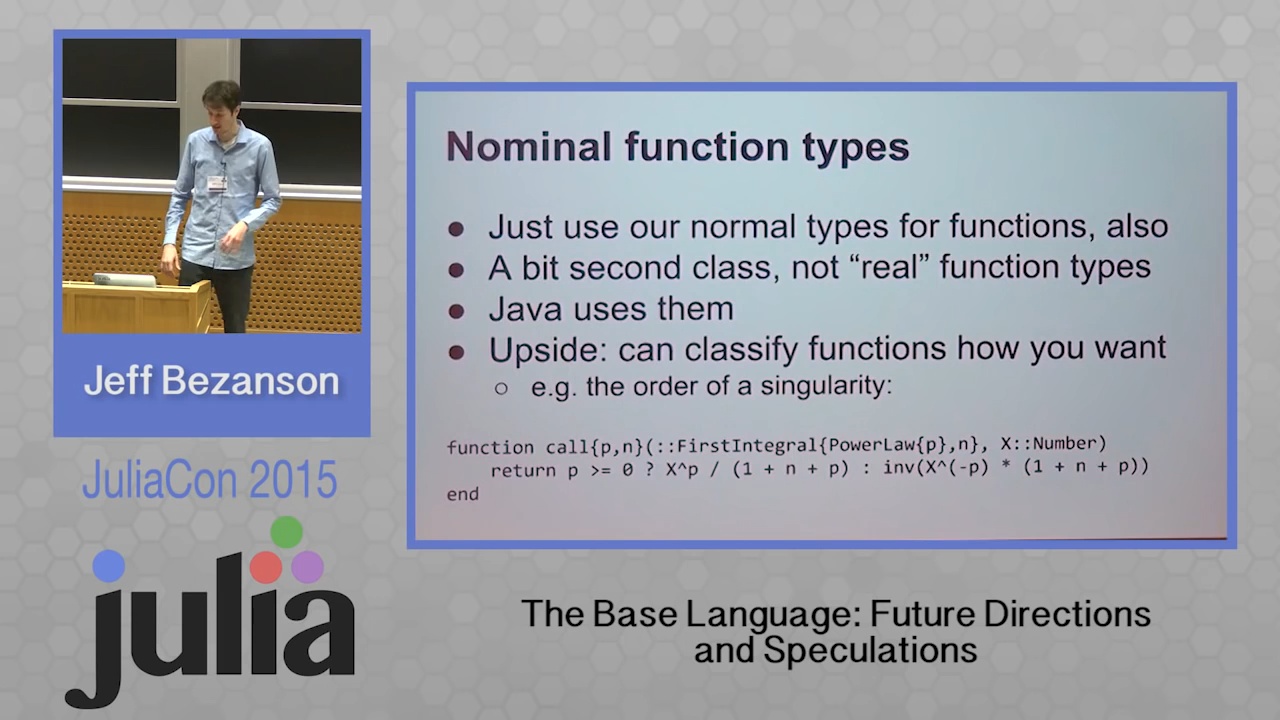 Jeff Bezanson
JuliaCon 2015
julia
Nominal function types
● Just use our normal types for functions, also
● A bit second class, not “real” function types
● Java uses them
● Upside: can classify functions how you want
○ e.g. the order of a singularity:
function call{p,n}(::FirstIntegral{PowerLaw{p},n}, X::Number)
return p >= 0 ? X^p / (1 + n + p) : inv(X^(-p) * (1 + n + p))
end
The Base Language: Future Directions
and Speculations